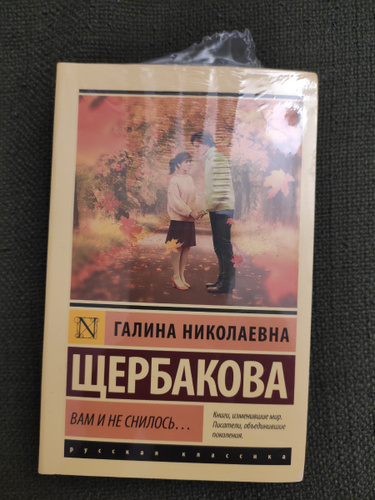 N
ГАЛИНА НИКОЛАЕВНА
ЩЕРБАКОВА
ВАМ И НЕ СНИЛОСЬ...
Книги, изменившие мир.
Писатели, объединившие
поколения.
русская классика